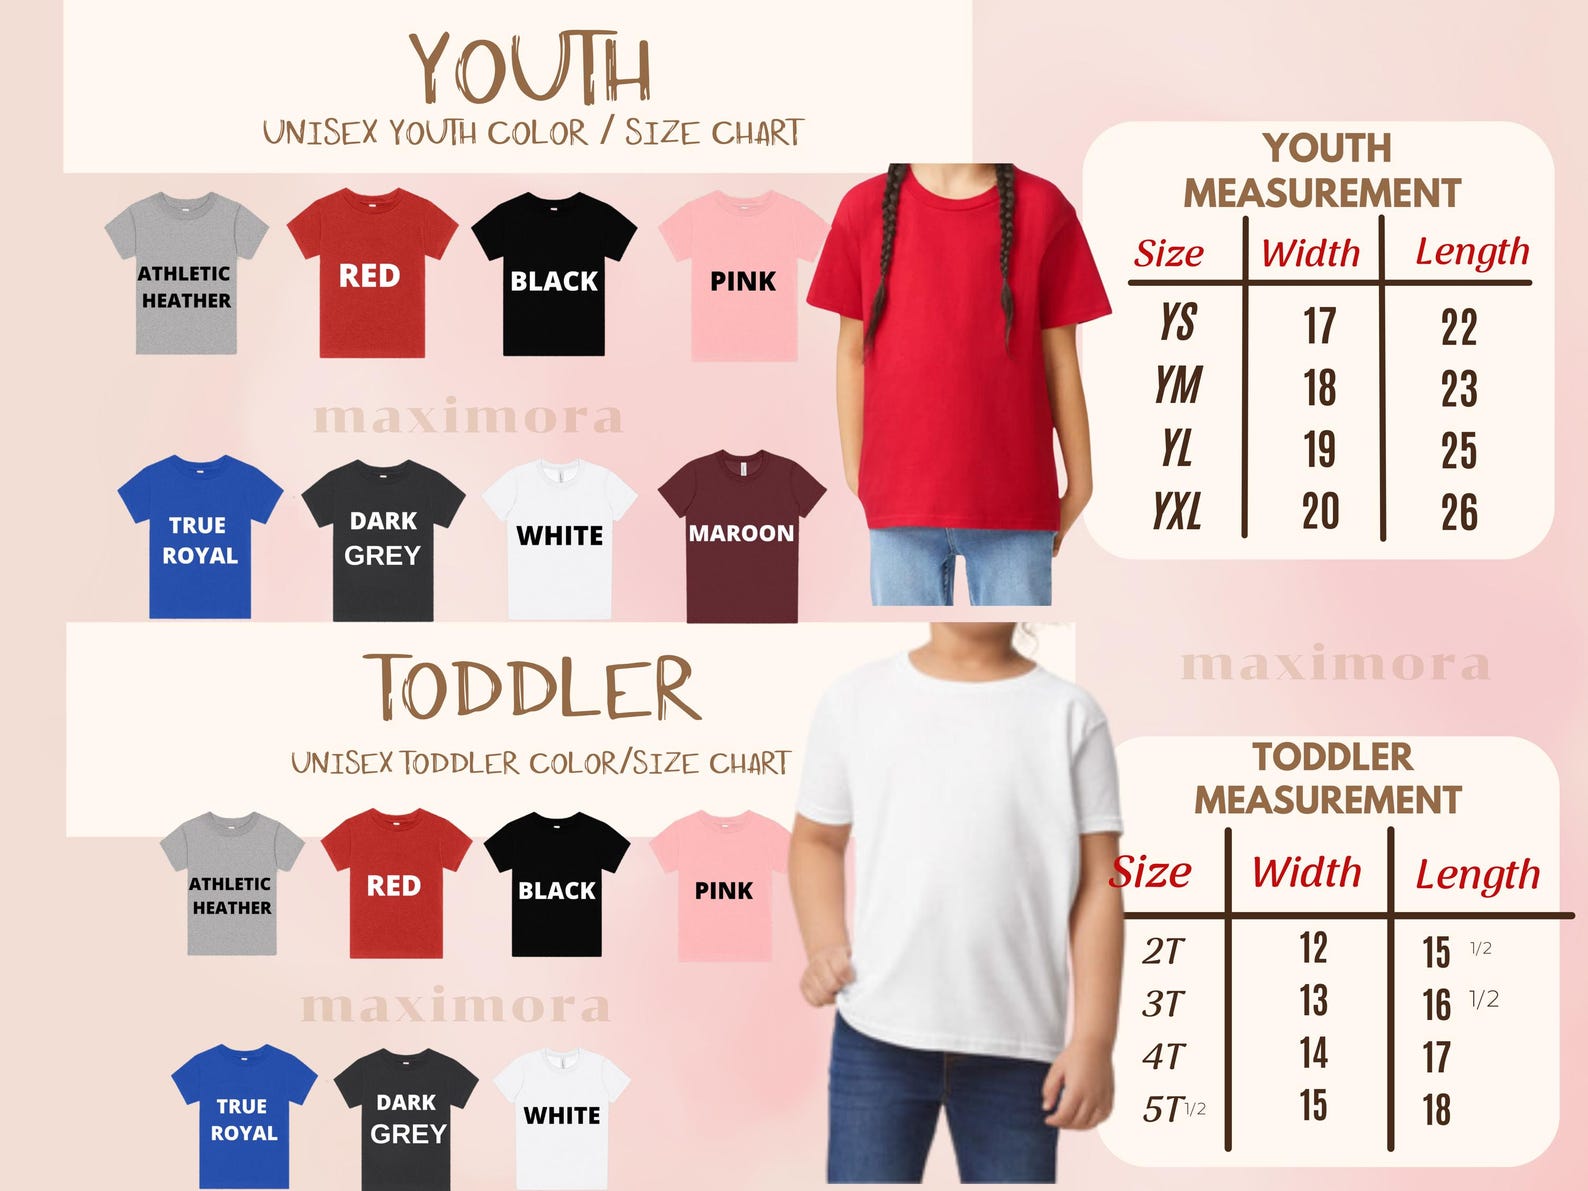 YOUTH
UNISEX YOUTH COLOR / SIZE CHART
ATHLETIC
HEATHER
RED
BLACK
PINK
maximora
TRUE
ROYAL
DARK
GREY
WHITE
MAROON
YOUTH
MEASUREMENT
Size Width Length
YS 17 22
YM 18 23
YL 19 25
YXL 20 26
maximora
TODDLER
UNISEX TODDLER COLOR/SIZE CHART
ATHLETIC
HEATHER
RED
BLACK
PINK
maximora
TRUE
ROYAL
DARK
GREY
WHITE
TODDLER
MEASUREMENT
Size Width Length
2T 12 15 1/2
3T 13 16 1/2
4T 14 17
5T1/2 15 18